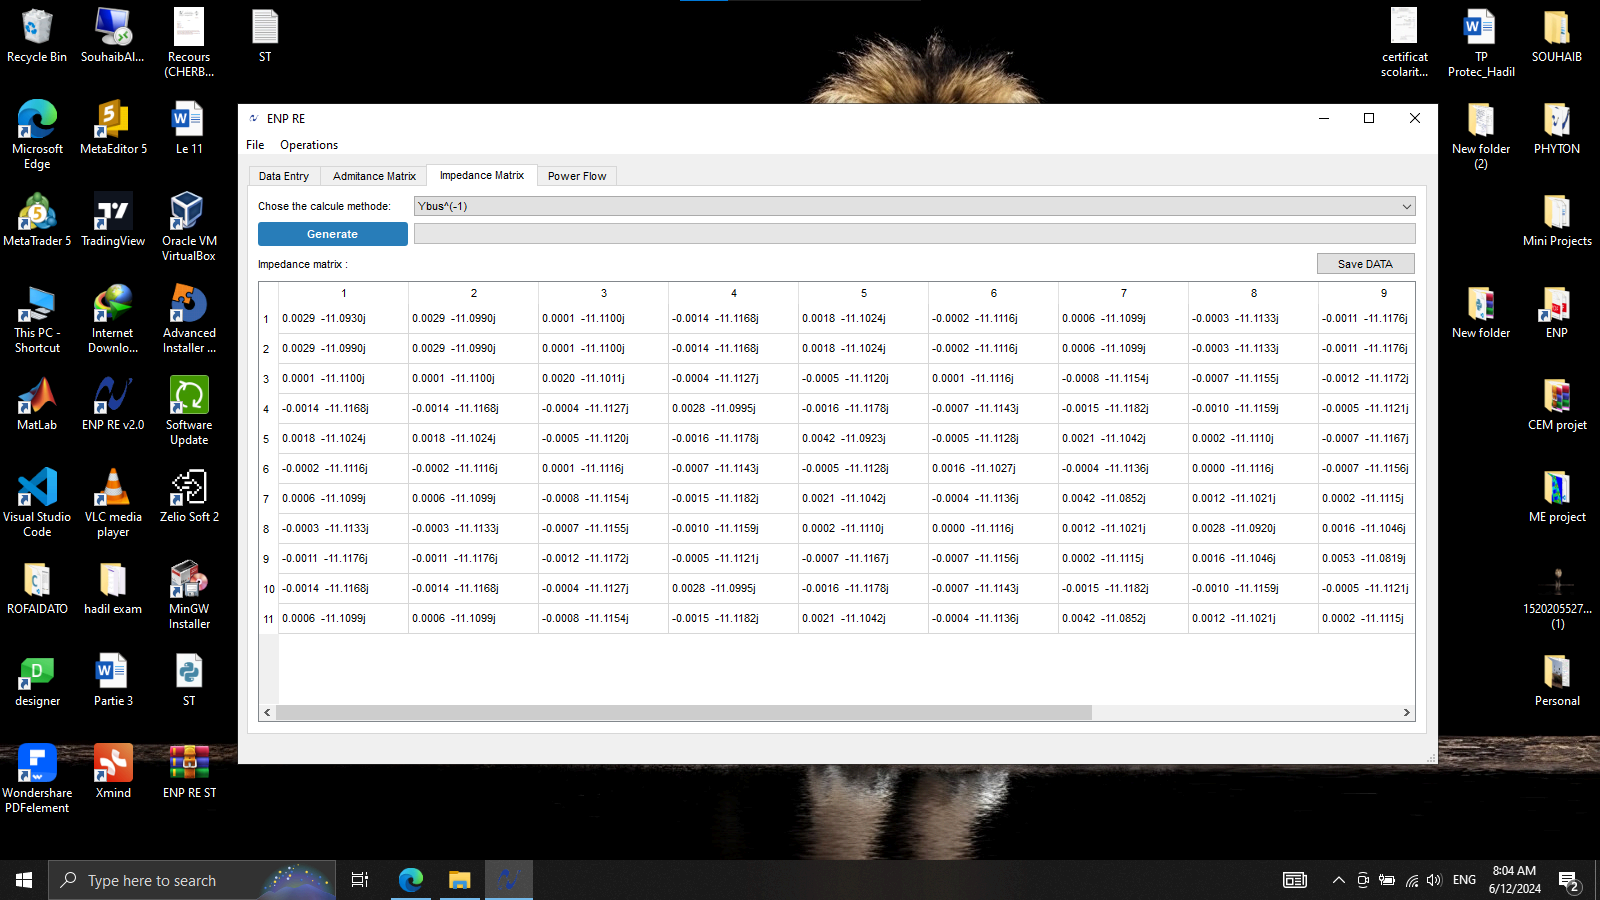 Recycle Bin
SouhaibAl...
Recours
(CHERB...
ST
certificat
scolarit...
TP
Protec_Hadil
SOUHAIB
Microsoft
Edge
MetaEditor 5
Le 11
New folder
(2)
PHYTON
MetaTrader 5
TradingView
Oracle VM
VirtualBox
Mini Projects
This PC -
Shortcut
Internet
Downlo...
Advanced
Installer ...
New folder
ENP
MatLab
ENP RE v2.0
Software
Update
CEM projet
Visual Studio
Code
VLC media
player
Zelio Soft 2
ME project
ROFAIDATO
hadil exam
MinGW
Installer
1520205527...
(1)
designer
Partie 3
ST
Personal
Wondershare
PDFelement
Xmind
ENP RE ST
ENP RE
File Operations
Data Entry Admitance Matrix Impedance Matrix Power Flow
Chose the calcule methode: Ybus^(-1)
Generate
Impedance matrix : Save DATA
1 2 3 4 5 6 7 8 9
1 0.0029 -11.0930j 0.0029 -11.0990j 0.0001 -11.1100j -0.0014 -11.1168j 0.0018 -11.1024j -0.0002 -11.1116j 0.0006 -11.1099j -0.0003 -11.1133j -0.0011 -11.1176j
2 0.0029 -11.0990j 0.0029 -11.0990j 0.0001 -11.1100j -0.0014 -11.1168j 0.0018 -11.1024j -0.0002 -11.1116j 0.0006 -11.1099j -0.0003 -11.1133j -0.0011 -11.1176j
3 0.0001 -11.1100j 0.0001 -11.1100j 0.0020 -11.1011j -0.0004 -11.1127j -0.0005 -11.1120j 0.0001 -11.1116j -0.0008 -11.1154j -0.0007 -11.1155j -0.0012 -11.1172j
4 -0.0014 -11.1168j -0.0014 -11.1168j -0.0004 -11.1127j 0.0028 -11.0995j -0.0016 -11.1178j -0.0007 -11.1143j -0.0015 -11.1182j -0.0010 -11.1159j -0.0005 -11.1121j
5 0.0018 -11.1024j 0.0018 -11.1024j -0.0005 -11.1120j -0.0016 -11.1178j 0.0042 -11.0923j -0.0005 -11.1128j 0.0021 -11.1042j 0.0002 -11.1110j -0.0007 -11.1167j
6 -0.0002 -11.1116j -0.0002 -11.1116j 0.0001 -11.1116j -0.0007 -11.1143j -0.0005 -11.1128j 0.0016 -11.1027j -0.0004 -11.1136j 0.0000 -11.1116j -0.0007 -11.1156j
7 0.0006 -11.1099j 0.0006 -11.1099j -0.0008 -11.1154j -0.0015 -11.1182j 0.0021 -11.1042j -0.0004 -11.1136j 0.0042 -11.0852j 0.0012 -11.1021j 0.0002 -11.1115j
8 -0.0003 -11.1133j -0.0003 -11.1133j -0.0007 -11.1155j -0.0010 -11.1159j 0.0002 -11.1110j 0.0000 -11.1116j 0.0012 -11.1021j 0.0028 -11.0920j 0.0016 -11.1046j
9 -0.0011 -11.1176j -0.0011 -11.1176j -0.0012 -11.1172j -0.0005 -11.1121j -0.0007 -11.1167j -0.0007 -11.1156j 0.0002 -11.1115j 0.0016 -11.1046j 0.0053 -11.0819j
10 -0.0014 -11.1168j -0.0014 -11.1168j -0.0004 -11.1127j 0.0028 -11.0995j -0.0016 -11.1178j -0.0007 -11.1143j -0.0015 -11.1182j -0.0010 -11.1159j -0.0005 -11.1121j
11 0.0006 -11.1099j 0.0006 -11.1099j -0.0008 -11.1154j -0.0015 -11.1182j 0.0021 -11.1042j -0.0004 -11.1136j 0.0042 -11.0852j 0.0012 -11.1021j 0.0002 -11.1115j
Type here to search
ENG
8:04 AM
6/12/2024
2